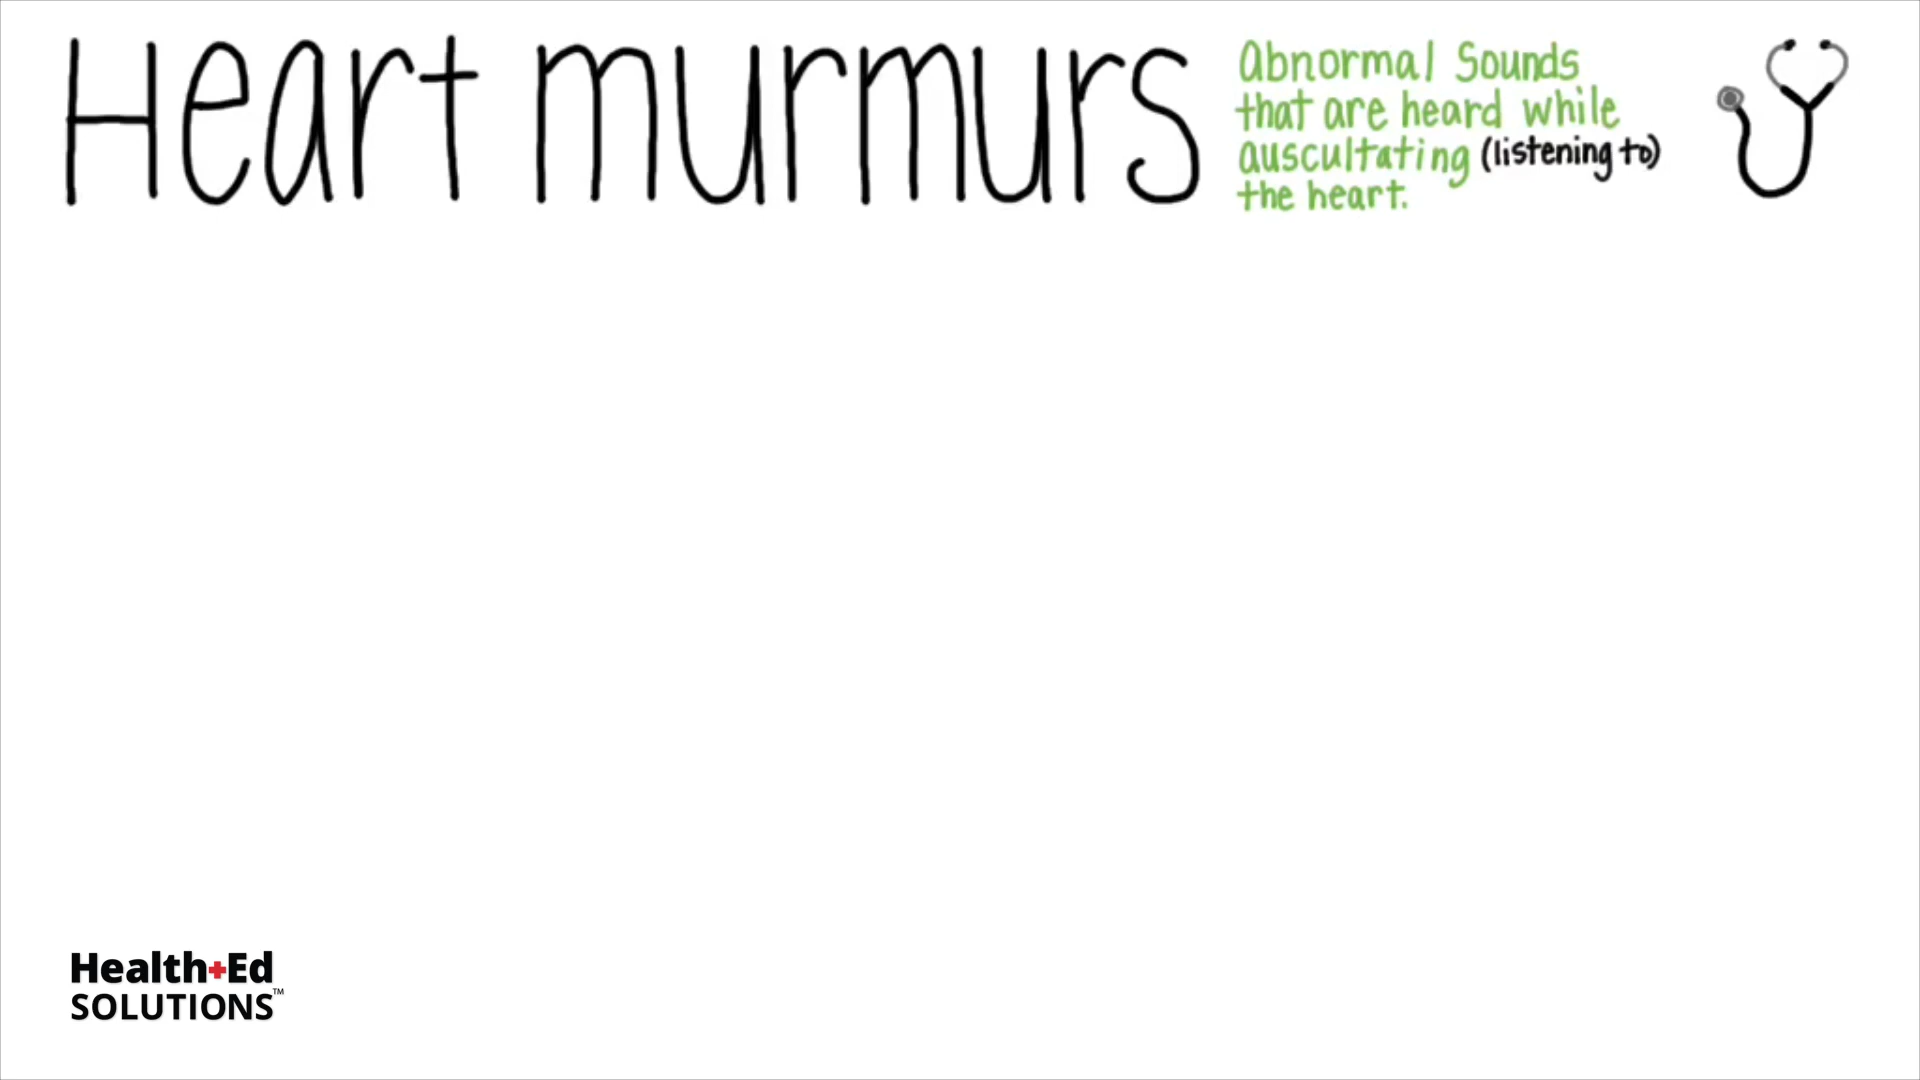 Heart murmurs
Abnormal Sounds
that are heard while
auscultating (listening to)
the heart.
Health+Ed
SOLUTIONS™